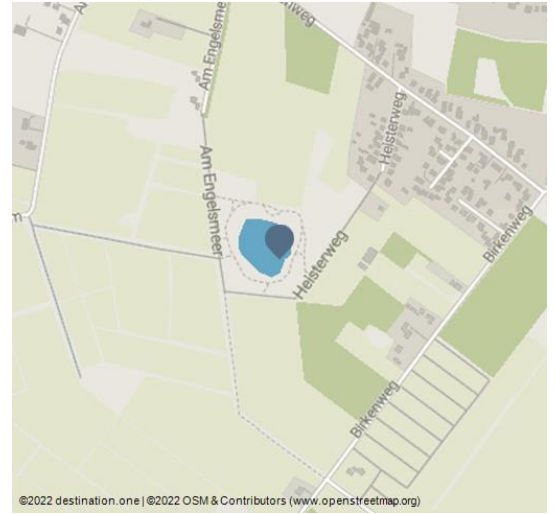 Am Engelsmeer
Am Engelsmeer
Heisterweg
Heisterweg
Birkenweg
Birkenweg
©2022 destination.one | ©2022 OSM & Contributors (www.openstreetmap.org)